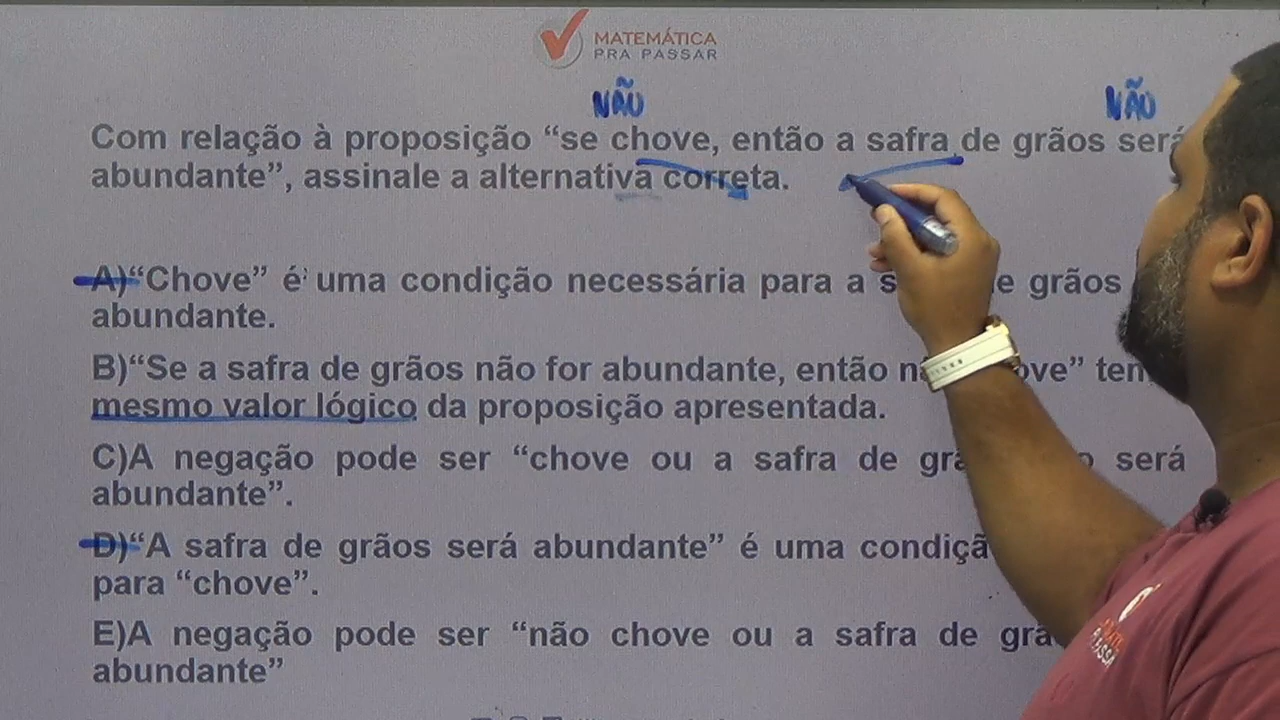 MATEMÁTICA
PRA PASSAR
NÃO NÃO
Com relação à proposição “se chove, então a safra de grãos será
abundante”, assinale a alternativa correta.
A)“Chove” é uma condição necessária para a de grãos
abundante.
B)“Se a safra de grãos não for abundante, então
mesmo valor lógico da proposição apresentada.
C)A negação pode ser “chove ou a safra de será
abundante”.
D)“A safra de grãos será abundante” é uma
para “chove”.
E)A negação pode ser “não chove ou a safra de
abundante”